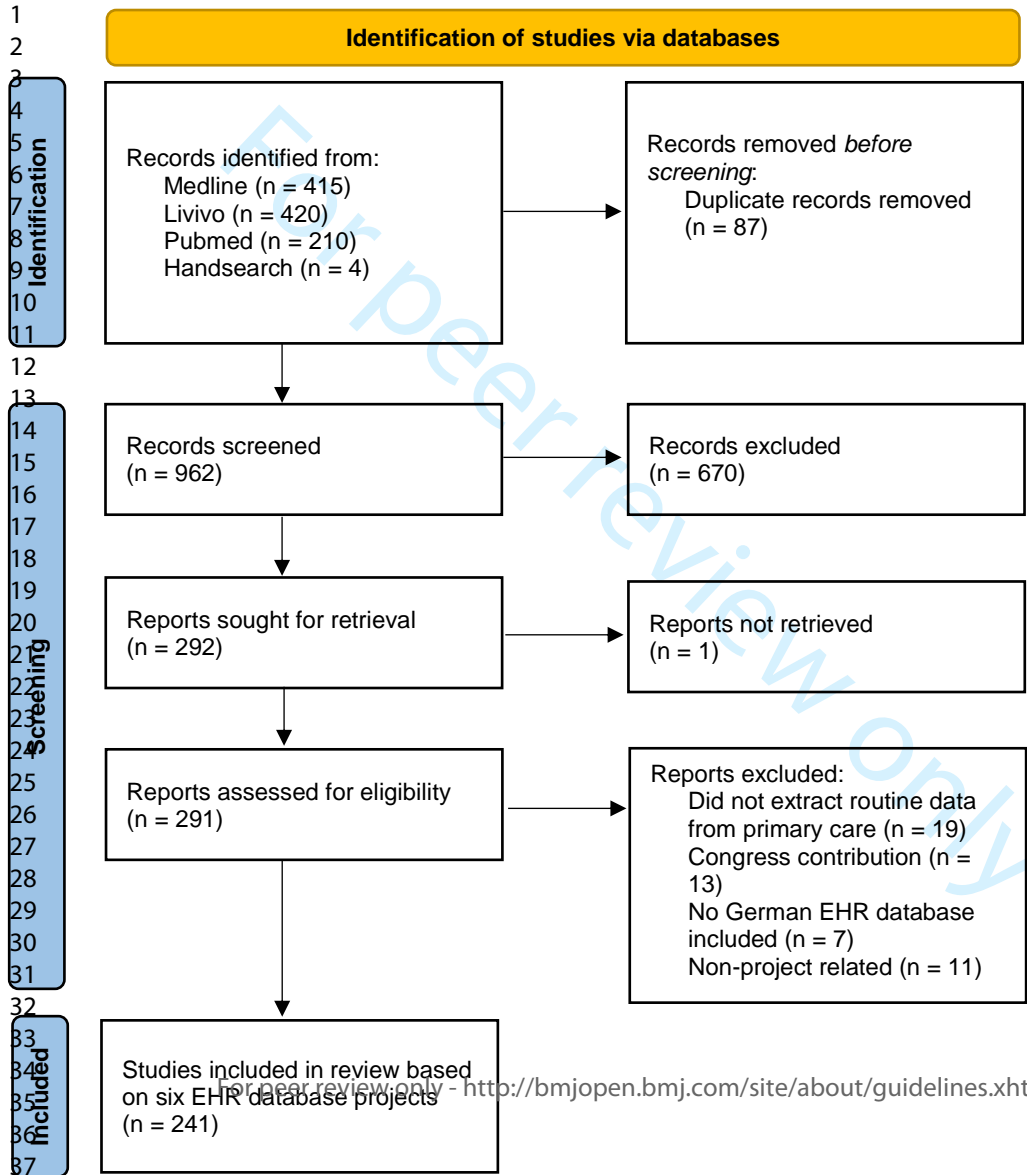 Identification of studies via databases
Identification
Records identified from:
Medline (n = 415)
Livivo (n = 420)
Pubmed (n = 210)
Handsearch (n = 4)
Records removed before
screening:
Duplicate records removed
(n = 87)
Screening
Records screened
(n = 962)
Records excluded
(n = 670)
Reports sought for retrieval
(n = 292)
Reports not retrieved
(n = 1)
Reports assessed for eligibility
(n = 291)
Reports excluded:
Did not extract routine data
from primary care (n = 19)
Congress contribution (n =
13)
No German EHR database
included (n = 7)
Non-project related (n = 11)
Included
Studies included in review based
on six EHR database projects
(n = 241)
For peer review only - http://bmjopen.bmj.com/site/about/guidelines.xht
For peer review only
1
2
3
4
5
6
7
8
9
10
11
12
13
14
15
16
17
18
19
20
21
22
23
24
25
26
27
28
29
30
31
32
33
34
35
36
37